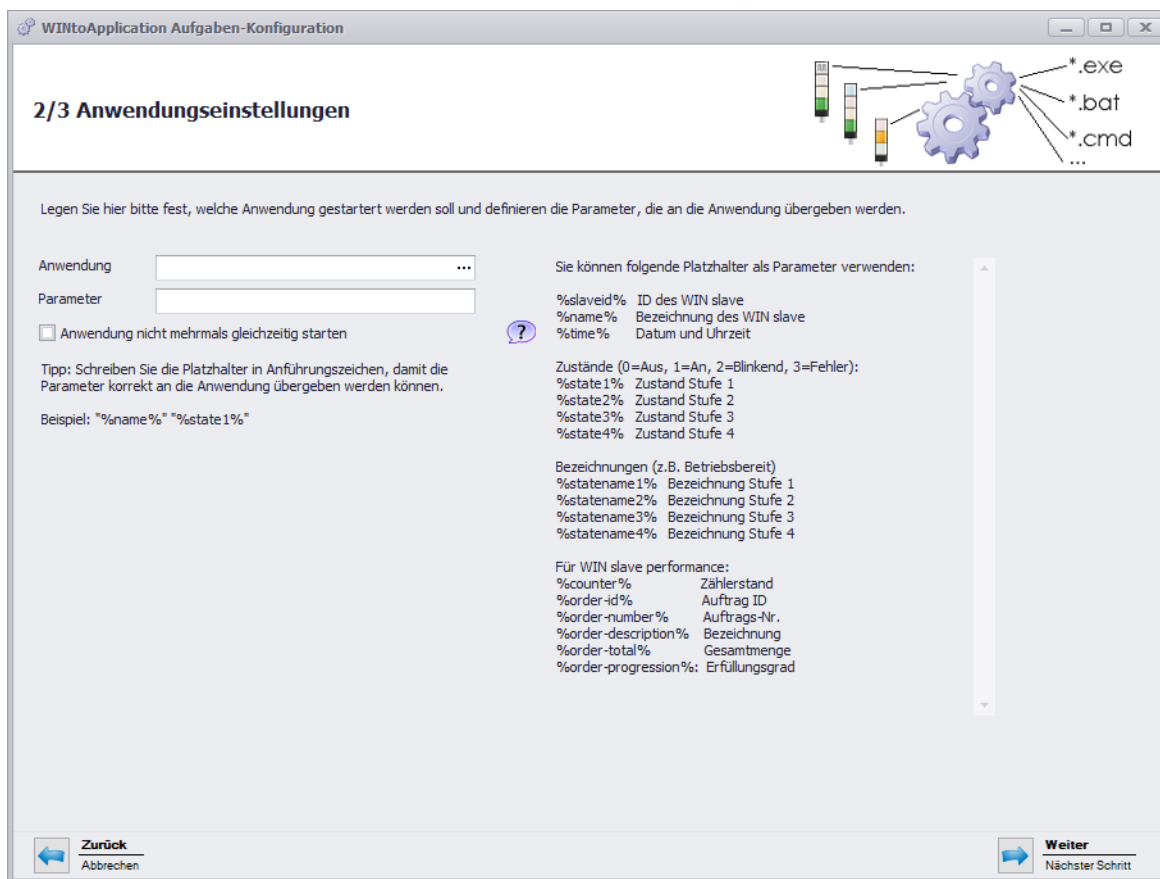 WINtoApplication Aufgaben-Konfiguration
2/3 Anwendungseinstellungen
*.exe
*.bat
*.cmd
...
Legen Sie hier bitte fest, welche Anwendung gestartert werden soll und definieren die Parameter, die an die Anwendung übergeben werden.
Anwendung ...
Parameter
Anwendung nicht mehrmals gleichzeitig starten
?
Tipp: Schreiben Sie die Platzhalter in Anführungszeichen, damit die
Parameter korrekt an die Anwendung übergeben werden können.
Beispiel: "%name%" "%state1%"
Sie können folgende Platzhalter als Parameter verwenden:
%slaveid% ID des WIN slave
%name% Bezeichnung des WIN slave
%time% Datum und Uhrzeit
Zustände (0=Aus, 1=An, 2=Blinkend, 3=Fehler):
%state1% Zustand Stufe 1
%state2% Zustand Stufe 2
%state3% Zustand Stufe 3
%state4% Zustand Stufe 4
Bezeichnungen (z.B. Betriebsbereit)
%statename1% Bezeichnung Stufe 1
%statename2% Bezeichnung Stufe 2
%statename3% Bezeichnung Stufe 3
%statename4% Bezeichnung Stufe 4
Für WIN slave performance:
%counter% Zählerstand
%order-id% Auftrag ID
%order-number% Auftrags-Nr.
%order-description% Bezeichnung
%order-total% Gesamtmenge
%order-progression%: Erfüllungsgrad
Zurück
Abbrechen
Weiter
Nächster Schritt